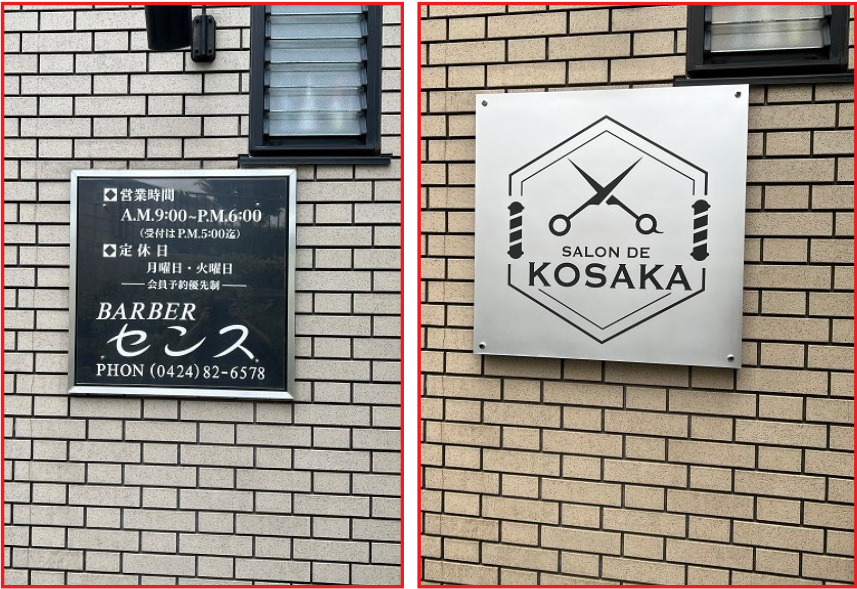 営業時間
A.M.9:00~P.M.6:00
(受付はP.M.5:00迄)
定休日
月曜日・火曜日
会員予約優先制
BARBER
センス
PHON (0424) 82-6578
SALON DE
KOSAKA